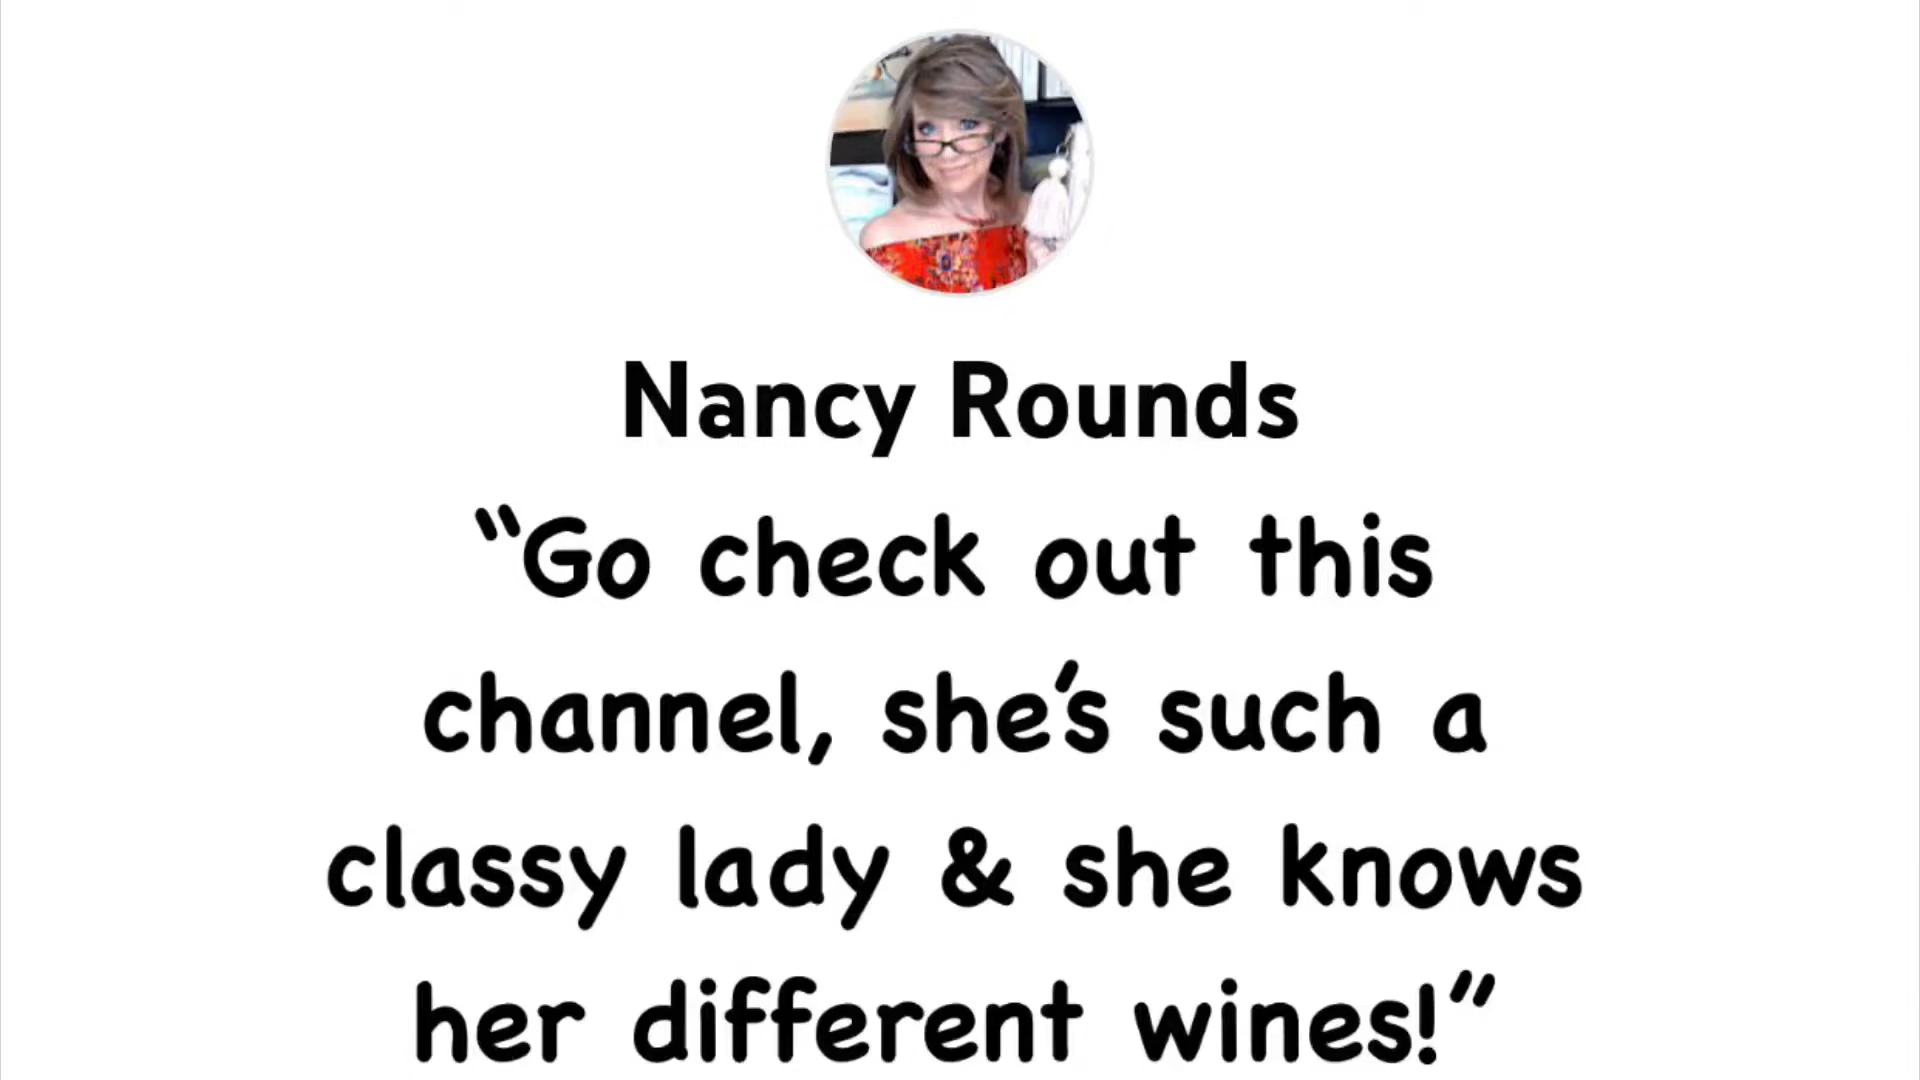 Nancy Rounds
“Go check out this
channel, she’s such a
classy lady & she knows
her different wines!”